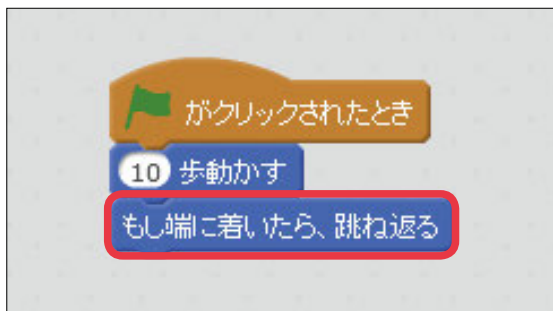 がクリックされたとき
10 歩動かす
もし端に着いたら、跳ね返る